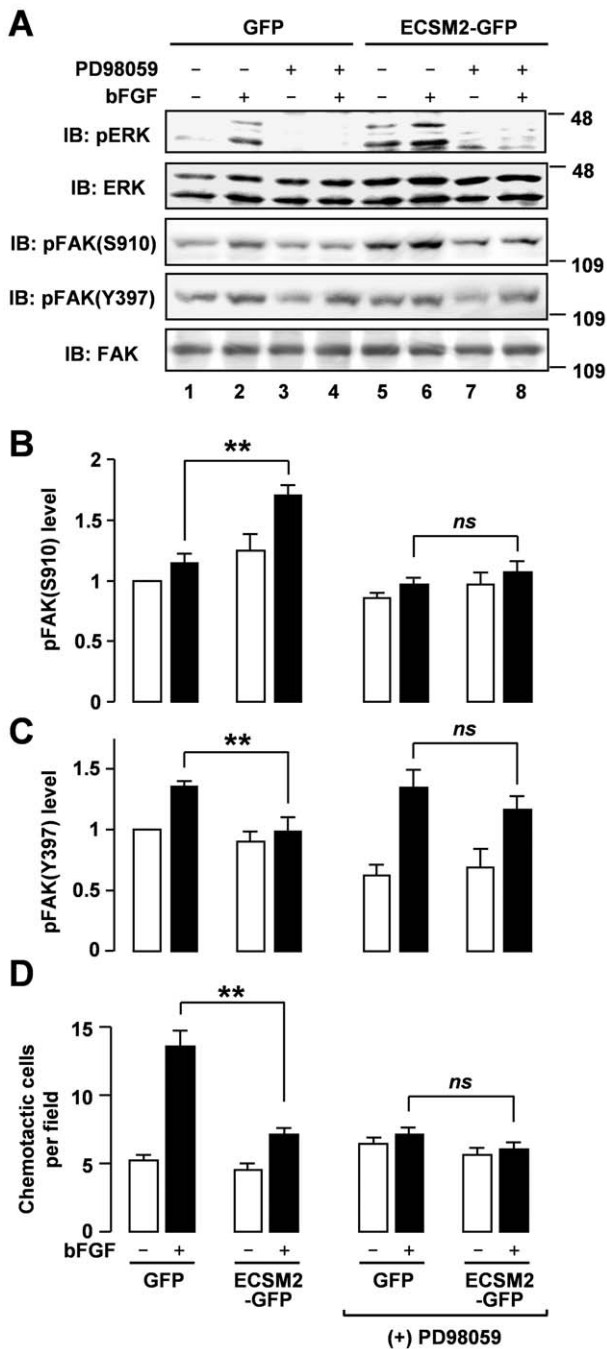 A
GFP ECSM2-GFP
PD98059 – – + + – – + +
bFGF – + – + – + – +
IB: pERK 48
IB: ERK 48
IB: pFAK(S910) 109
IB: pFAK(Y397) 109
IB: FAK 109
1 2 3 4 5 6 7 8
B
pFAK(S910) level
2
1.5
1
0.5
0
** ns
C
pFAK(Y397) level
1.5
1
0.5
0
** ns
D
Chemotactic cells
per field
15
10
5
0
** ns
bFGF – + – + – + – +
GFP ECSM2 GFP ECSM2
-GFP -GFP
(+) PD98059